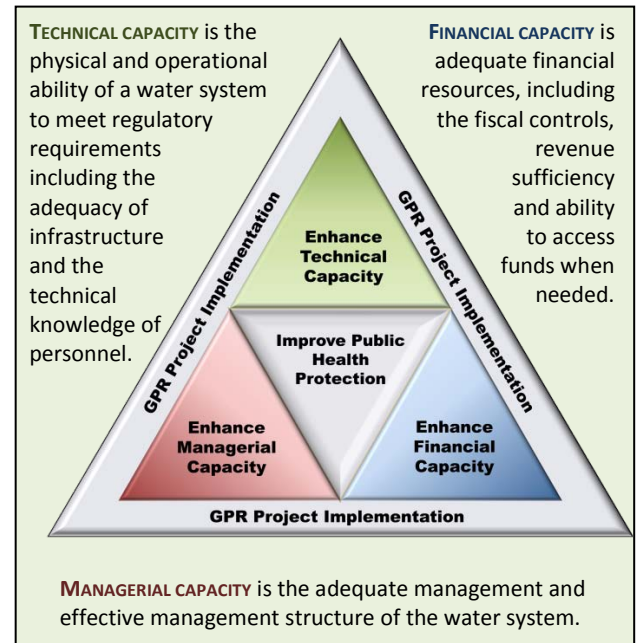 TECHNICAL CAPACITY is the
physical and operational
ability of a water system
to meet regulatory
requirements
including the
adequacy of
infrastructure
and the
technical
knowledge of
personnel.
FINANCIAL CAPACITY is
adequate financial
resources, including
the fiscal controls,
revenue
sufficiency
and ability
to access
funds when
needed.
GPR Project Implementation
GPR Project Implementation
Enhance
Technical
Capacity
Improve Public
Health
Protection
Enhance
Managerial
Capacity
Enhance
Financial
Capacity
GPR Project Implementation
MANAGERIAL CAPACITY is the adequate management and
effective management structure of the water system.